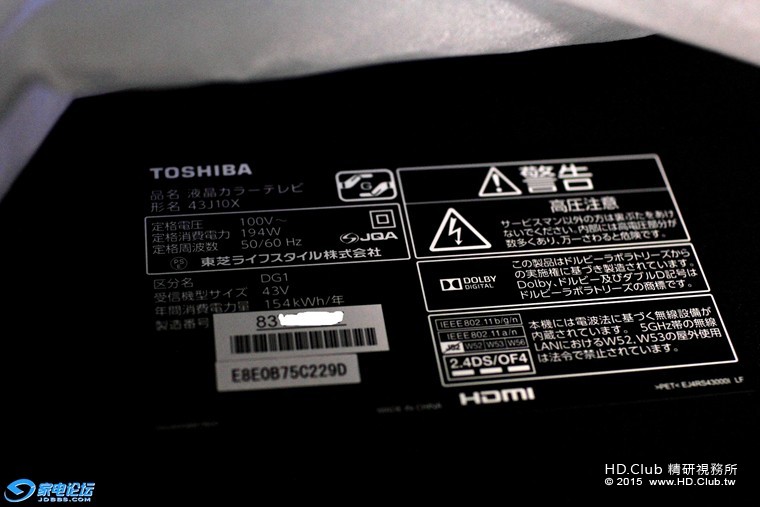 TOSHIBA
品名 液晶カラーテレビ
形名 43J10X
G
定格電圧 100V～
定格消費電力 194W
定格周波数 50/60 Hz
JQA
東芝ライフスタイル株式会社
区分名 DG1
受信機型サイズ 43V
年間消費電力量 154kWh/年
製造番号
83
E8E0B75C229D
警告
高圧注意
サービスマン以外の方は裏ぶたをあけ
ないでください。内部には高電圧部分が
数多くあり、万一さわると危険です。
DOLBY
DIGITAL
この製品はドルビーラボラトリーズから
の実施権に基づき製造されています。
Dolby、ドルビー及びダブルD記号は
ドルビーラボラトリーズの商標です。
IEEE802.11b/g/n
IEEE802.11a/n
W52 W53 W56
2.4DS/OF4
本機には電波法に基づく無線設備が
内蔵されています。 5GHz帯の無線
LANにおけるW52、W53の屋外使用
は法令で禁止されています。
HDMI
MADE IN CHINA
>PET< EJ4RS43000I LF
家电论坛
JDBBS.COM
HD.Club 精研視務所
© 2015 www.HD.Club.tw